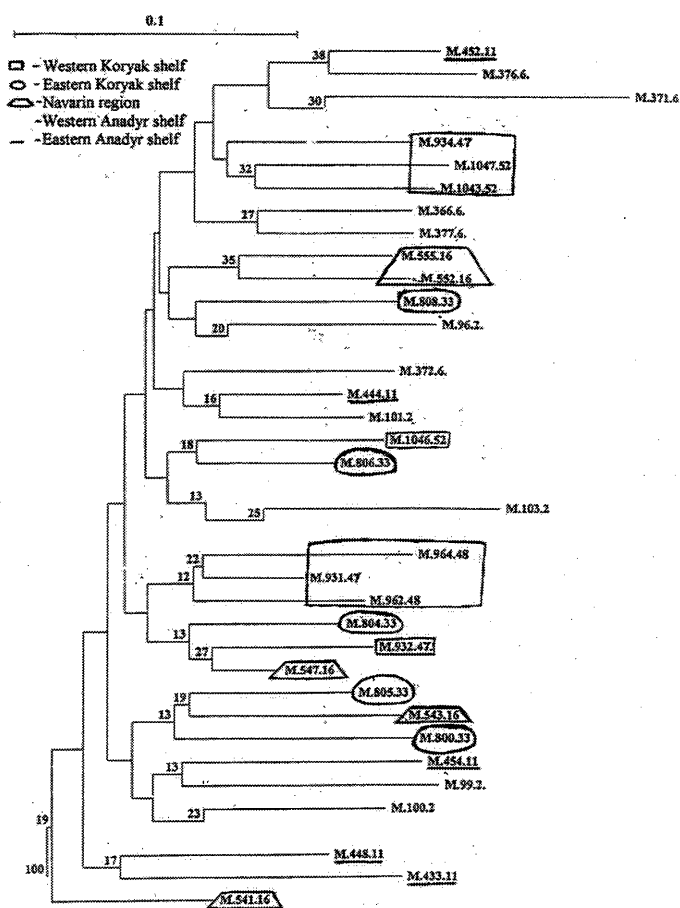 0.1
- Western Koryak shelf
- Eastern Koryak shelf
-Navarin region
-Western Anadyr shelf
- Eastern Anadyr shelf
38
M.452.11
M.376.6.
30
M.371.6
M.934.47
M.1047.52
32
M.1043.52
M.366.6.
27
M.377.6.
M.555.16
35
M.552.16
M.808.33
20
M.96.2.
M.372.6.
M.444.11
16
M.101.2
M.1046.52
18
M.806.33
13
M.103.2
25
M.964.48
22
M.931.47
12
M.962.48
M.804.33
13
M.932.47.
27
M.547.16
M.805.33
19
M.543.16
13
M.800.33
M.454.11
13
M.99.2.
M.100.2
23
19
M.448.11
17
100
M.433.11
M.541.16